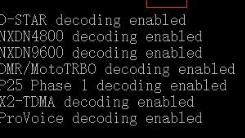 D-STAR decoding enabled
NXDN4800 decoding enabled
NXDN9600 decoding enabled
DMR/MotoTRBO decoding enabled
P25 Phase 1 decoding enabled
X2-TDMA decoding enabled
ProVoice decoding enabled